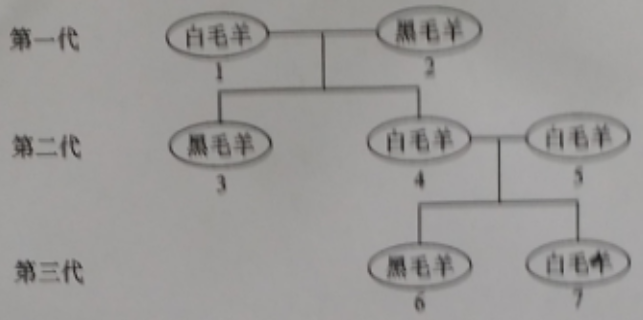 第一代 白毛羊 黑毛羊
1 2
第二代 黑毛羊 白毛羊 白毛羊
3 4 5
第三代 黑毛羊 白毛羊
6 7